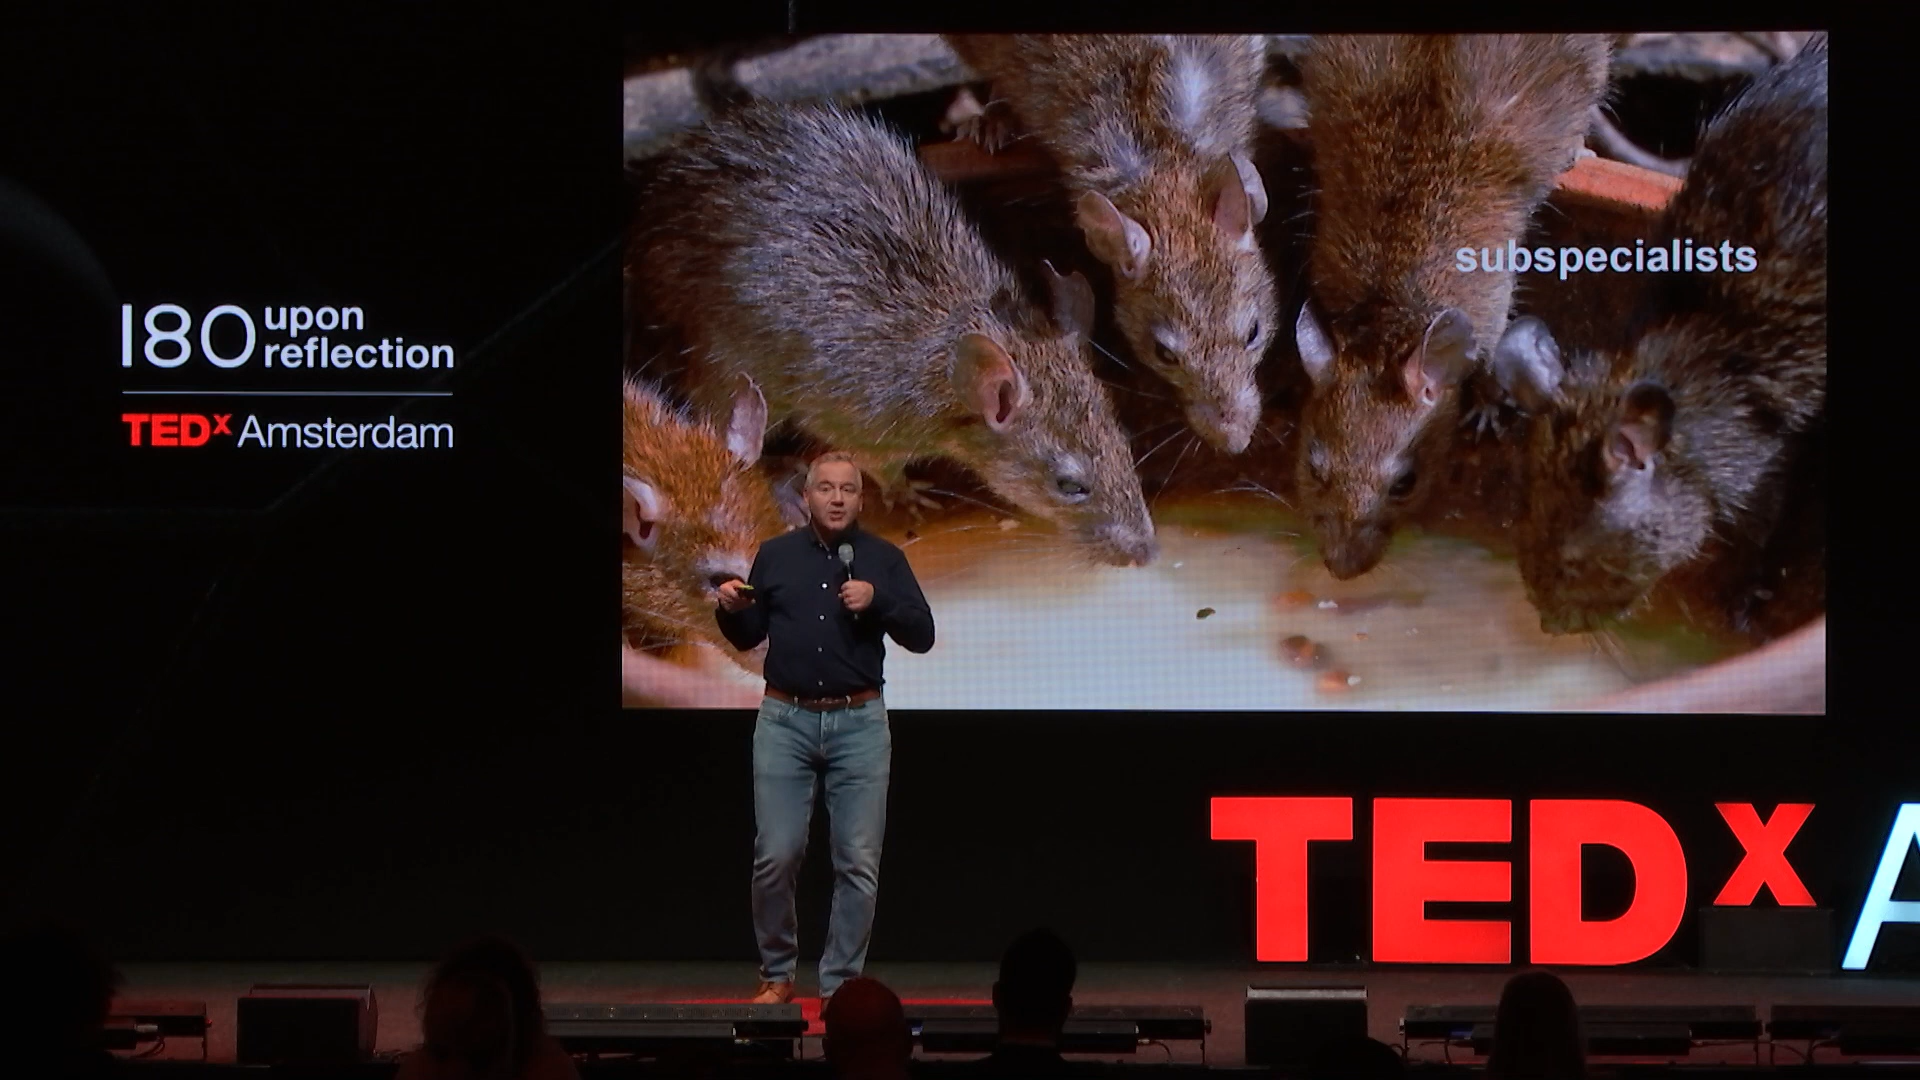 180 upon
reflection
TEDx Amsterdam
subspecialists
TEDx A